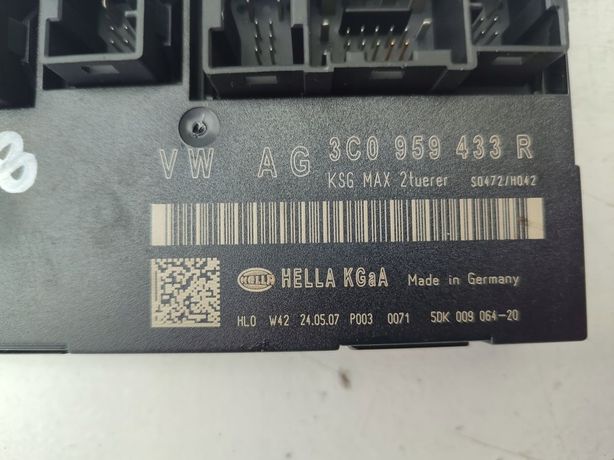 VW AG 3C0 959 433 R
KSG MAX 2tuerer S0472/H042
HELLA HELLA KGaA Made in Germany
HLO W42 24.05.07 P003 0071 5DK 009 064-20